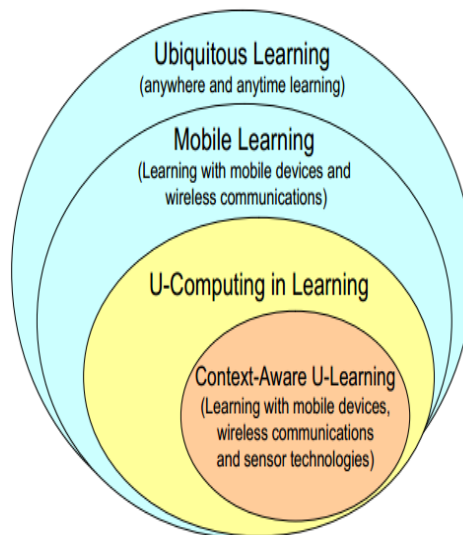 Ubiquitous Learning
(anywhere and anytime learning)
Mobile Learning
(Learning with mobile devices and
wireless communications)
U-Computing in Learning
Context-Aware U-Learning
(Learning with mobile devices,
wireless communications
and sensor technologies)